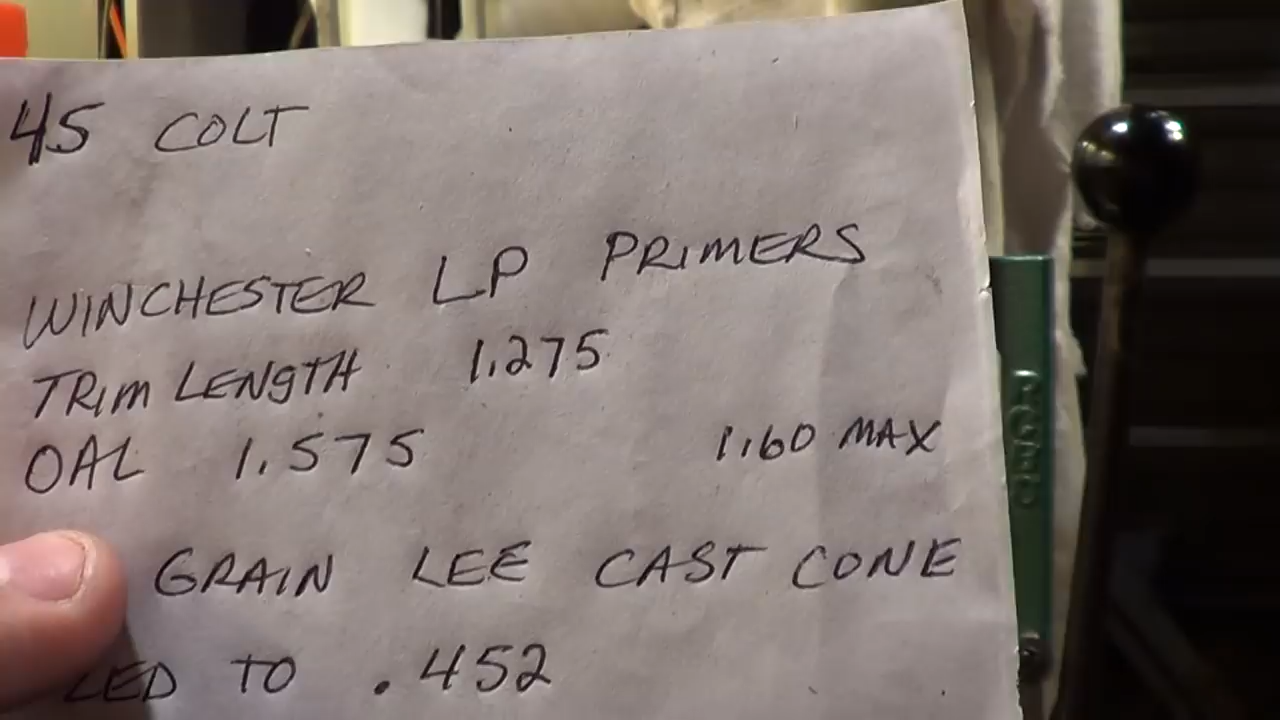 45 COLT
WINCHESTER LP PRIMERS
TRIM LENGTH 1.275
OAL 1.575 1.60 MAX
GRAIN LEE CAST CONE
LED TO .452